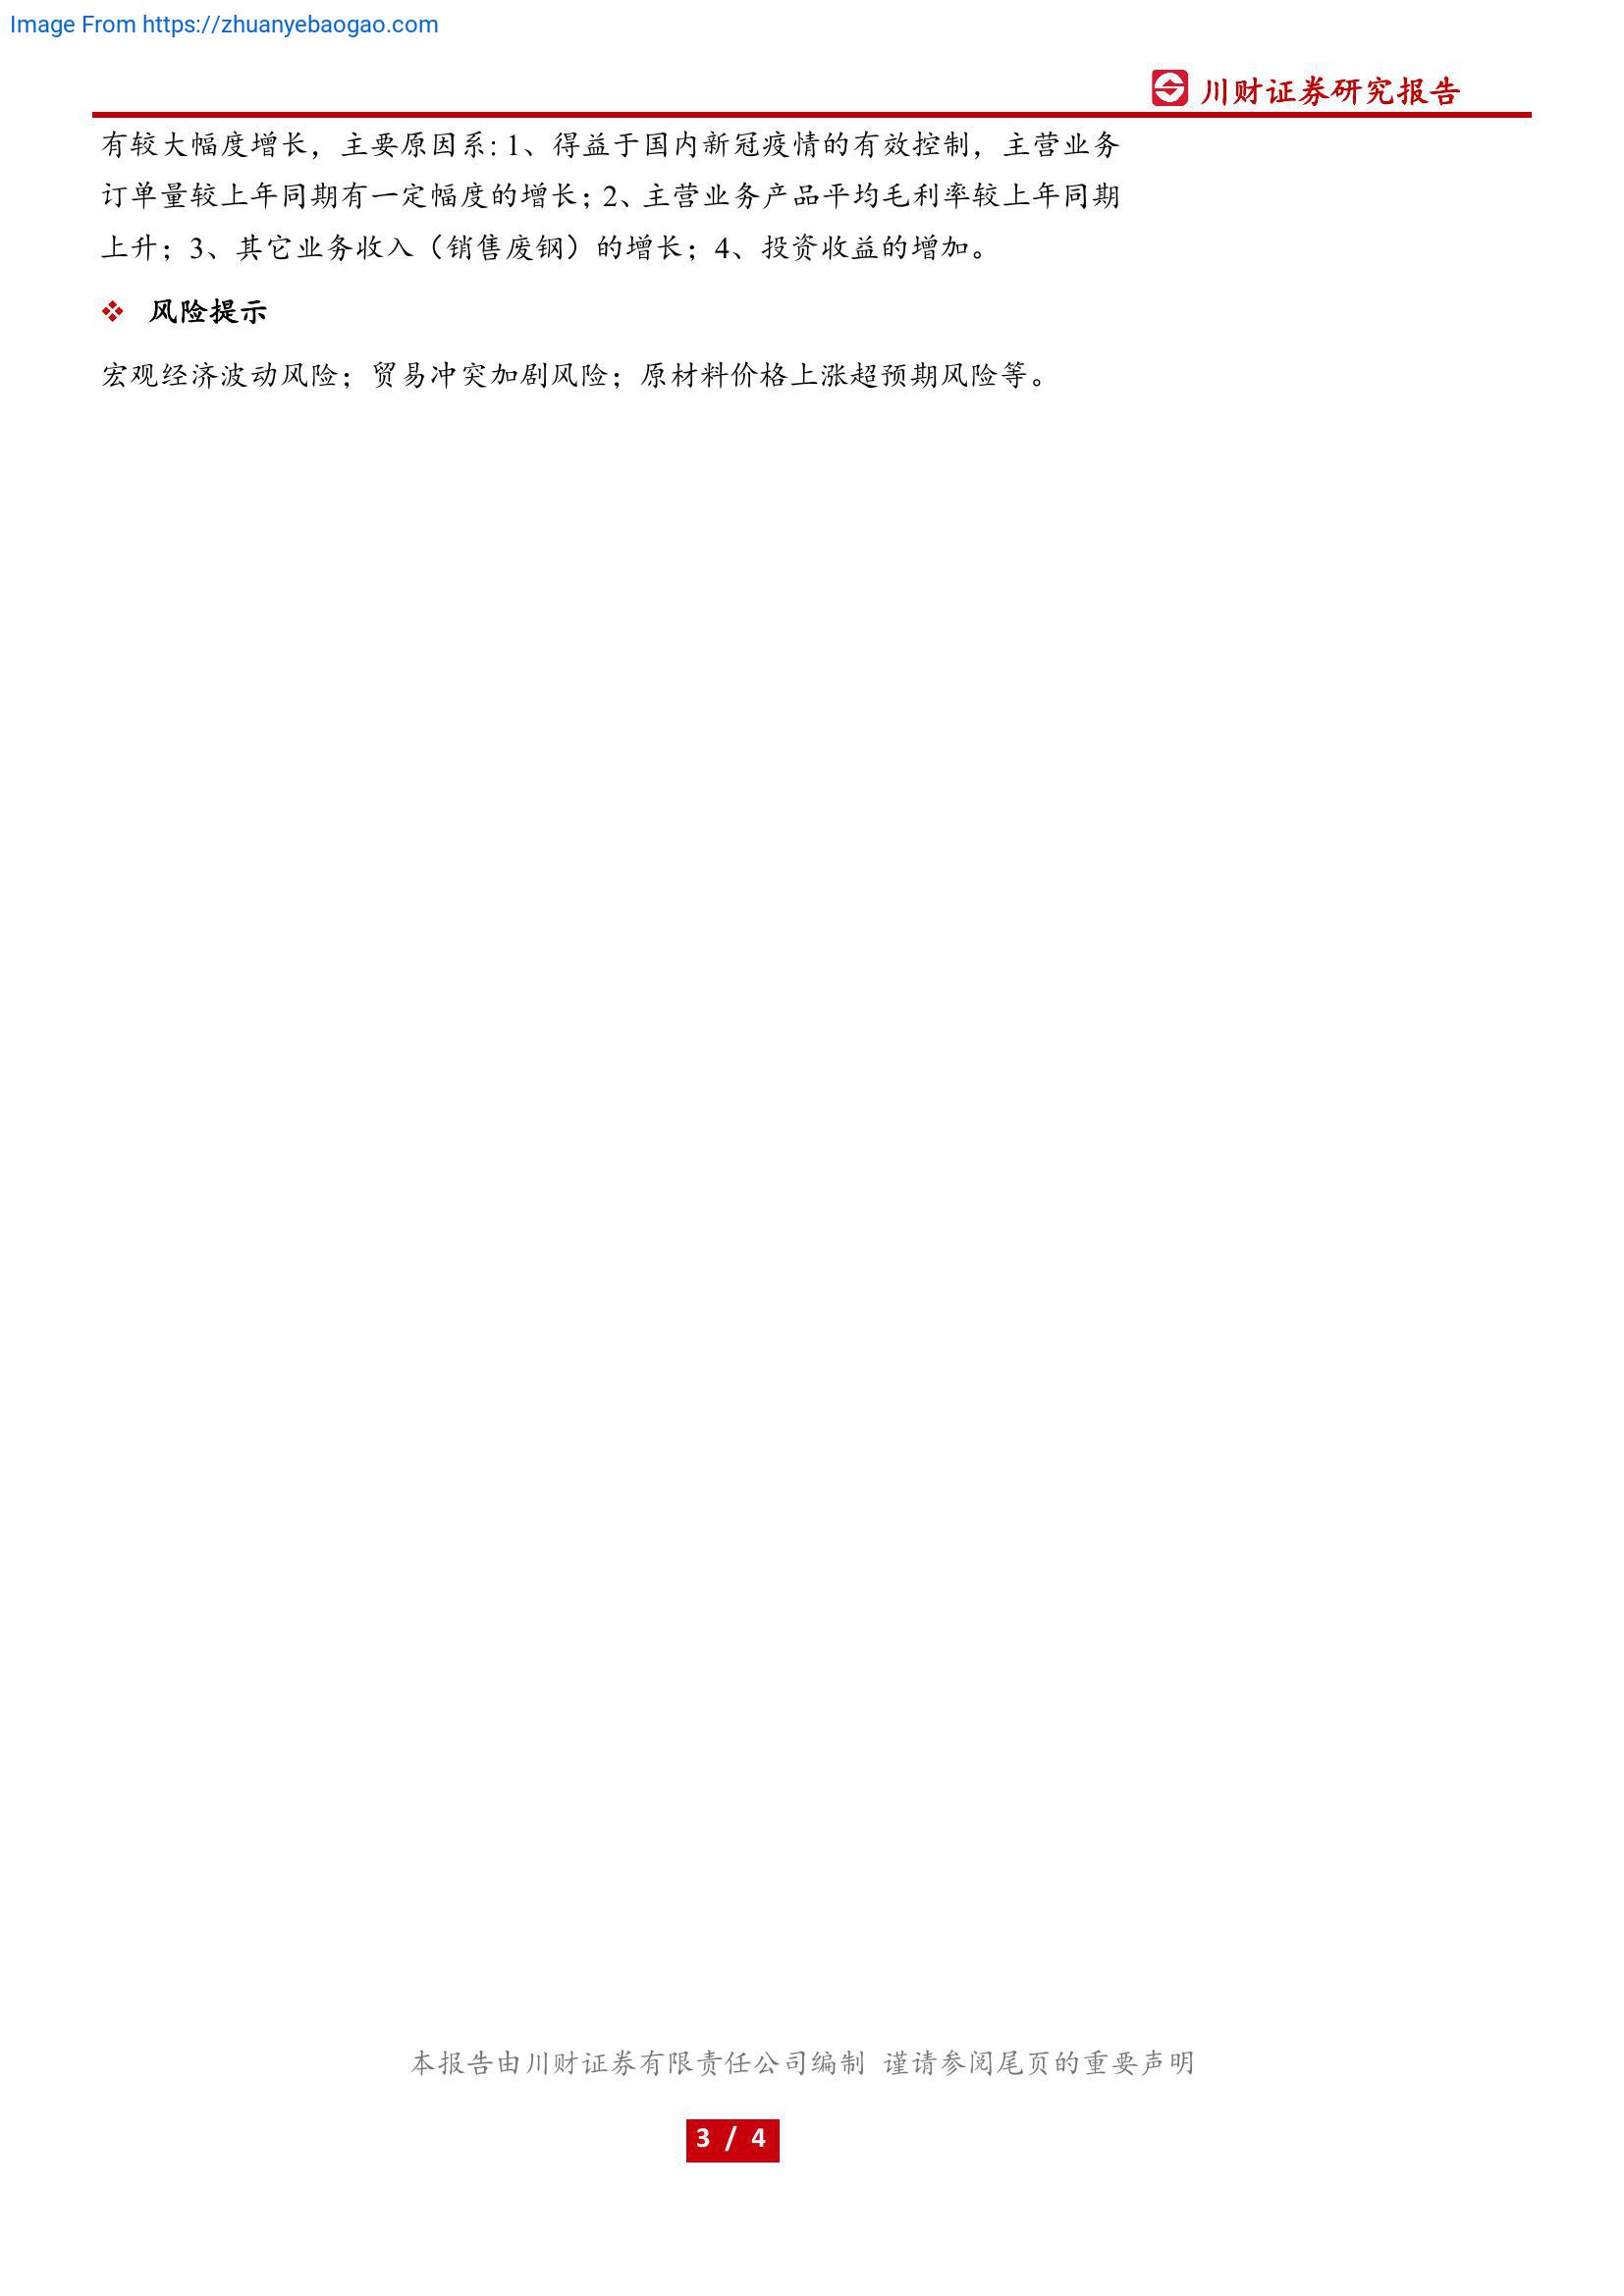 Image From https://zhuanyebaogao.com
川财证券研究报告
有较大幅度增长，主要原因系：1、得益于国内新冠疫情的有效控制，主营业务
订单量较上年同期有一定幅度的增长；2、主营业务产品平均毛利率较上年同期
上升；3、其它业务收入（销售废钢）的增长；4、投资收益的增加。
❖ 风险提示
宏观经济波动风险；贸易冲突加剧风险；原材料价格上涨超预期风险等。
本报告由川财证券有限责任公司编制 谨请参阅尾页的重要声明
3 / 4